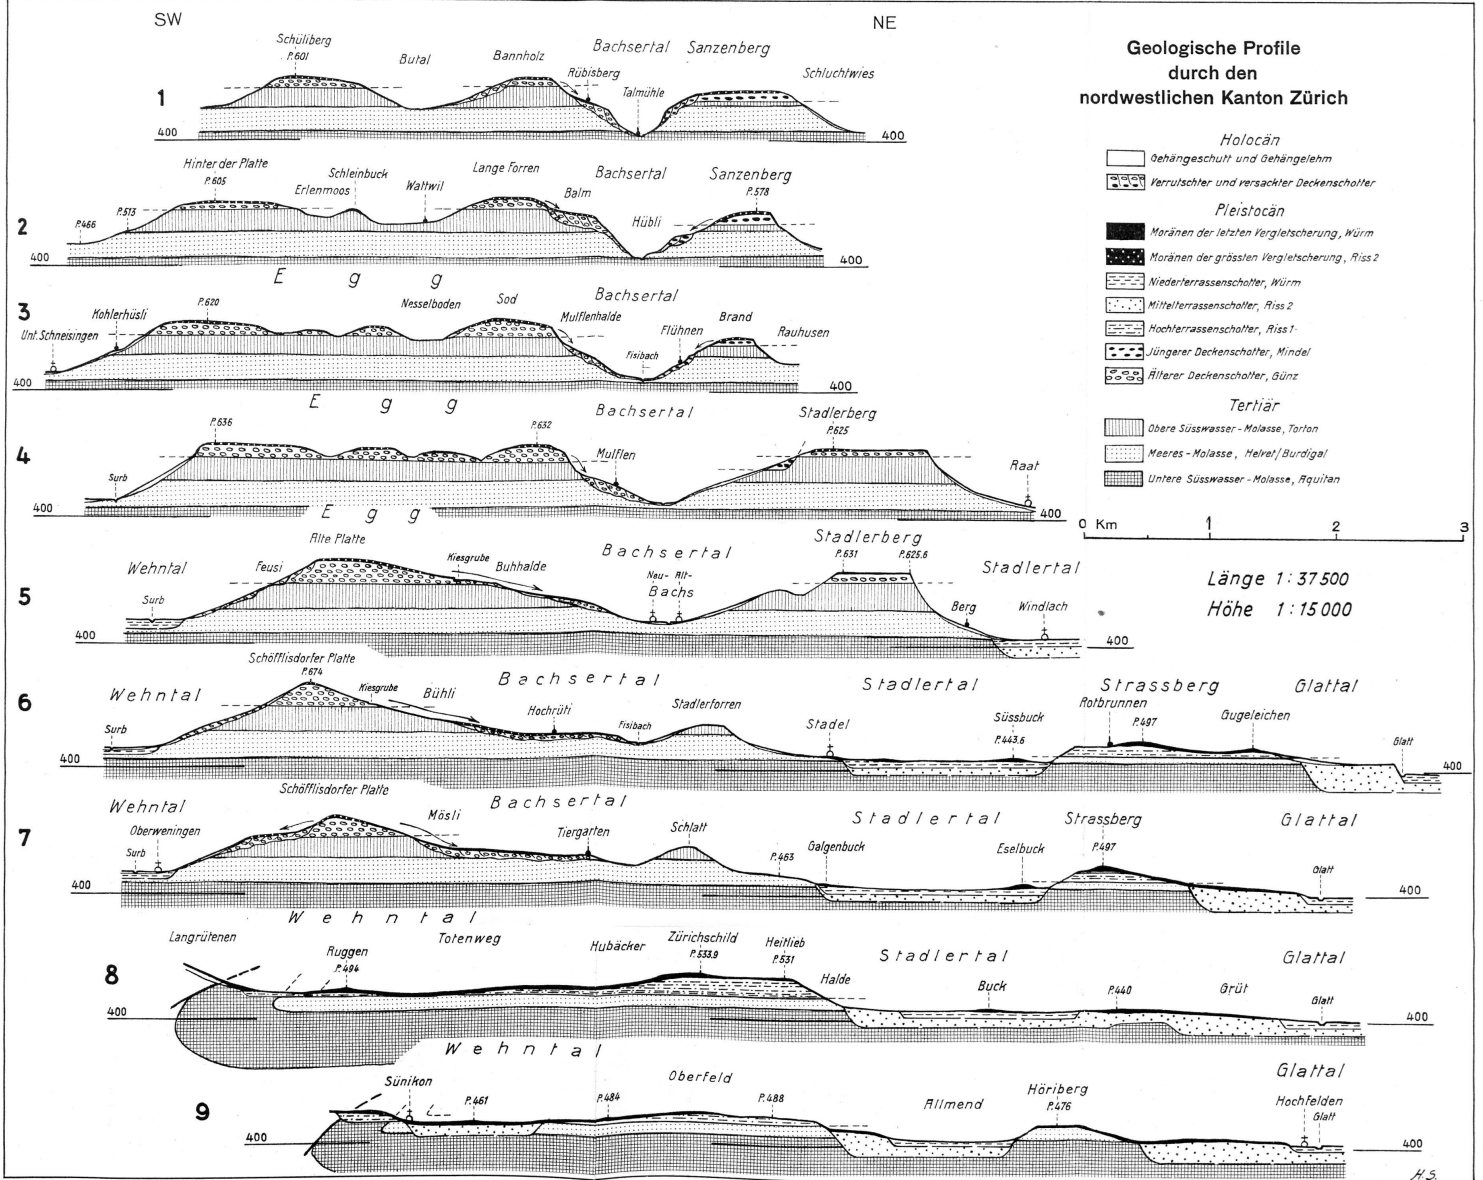 SW
NE
Geologische Profile
durch den
nordwestlichen Kanton Zürich
Holocän
Gehängeschutt und Gehängelehm
Verrutschter und versackter Deckenschotter
Pleistocän
Moränen der letzten Vergletscherung, Würm
Moränen der grössten Vergletscherung, Riss 2
Niederterrassenschotter, Würm
Mittelterrassenschotter, Riss 2
Hochterrassenschotter, Riss 1
Jüngerer Deckenschotter, Mindel
Älterer Deckenschotter, Günz
Tertiär
Obere Süsswasser-Molasse, Torton
Meeres-Molasse, Helvet/Burdigal
Untere Süsswasser-Molasse, Aquitan
0 Km 1 2 3
Länge 1:37500
Höhe 1:15000
1
Schüliberg
P.601
Butal
Bannholz
Rübisberg
Bachsertal
Talmühle
Sanzenberg
Schluchtwies
400
400
2
Hinter der Platte
P.605
P.466
P.513
Erlenmoos
Schleinbuck
Wattwil
Lange Forren
Balm
Bachsertal
Hübli
Sanzenberg
P.578
400
400
E g g
3
Unt. Schneisingen
Kohlerhüsli
P.620
Nesselboden
Sod
Mulflenhalde
Bachsertal
Fisibach
Flühnen
Brand
Rauhusen
400
400
E g g
4
Surb
P.636
P.632
Mulflen
Bachsertal
Stadlerberg
P.625
Raat
400
400
E g g
5
Wehntal
Surb
Feusi
Alte Platte
Kiesgrube
Buhhalde
Bachsertal
Neu- Alt-
Bachs
Stadlerberg
P.631
P.625.6
Berg
Stadlertal
Windlach
400
400
6
Wehntal
Surb
Schöfflisdorfer Platte
P.674
Kiesgrube
Bühli
Bachsertal
Hochrüti
Fisibach
Stadlerforren
Stadlertal
Stadel
Süssbuck
P.443.6
Strassberg
Rotbrunnen
P.497
Gugeleichen
Glattal
Glatt
400
400
7
Wehntal
Oberweningen
Surb
Schöfflisdorfer Platte
Mösli
Bachsertal
Tiergarten
Schlatt
P.463
Galgenbuck
Stadlertal
Eselbuck
Strassberg
P.497
Glattal
Glatt
400
400
8
Wehntal
Langrütenen
Ruggen
P.494
Totenweg
Hubäcker
Zürichschild
P.533.9
Heitlieb
P.531
Halde
Stadlertal
Buck
P.440
Grüt
Glattal
Glatt
400
400
9
Wehntal
Sünikon
P.461
P.484
Oberfeld
P.488
Allmend
Höriberg
P.476
Glattal
Hochfelden
Glatt
400
400
H.S.